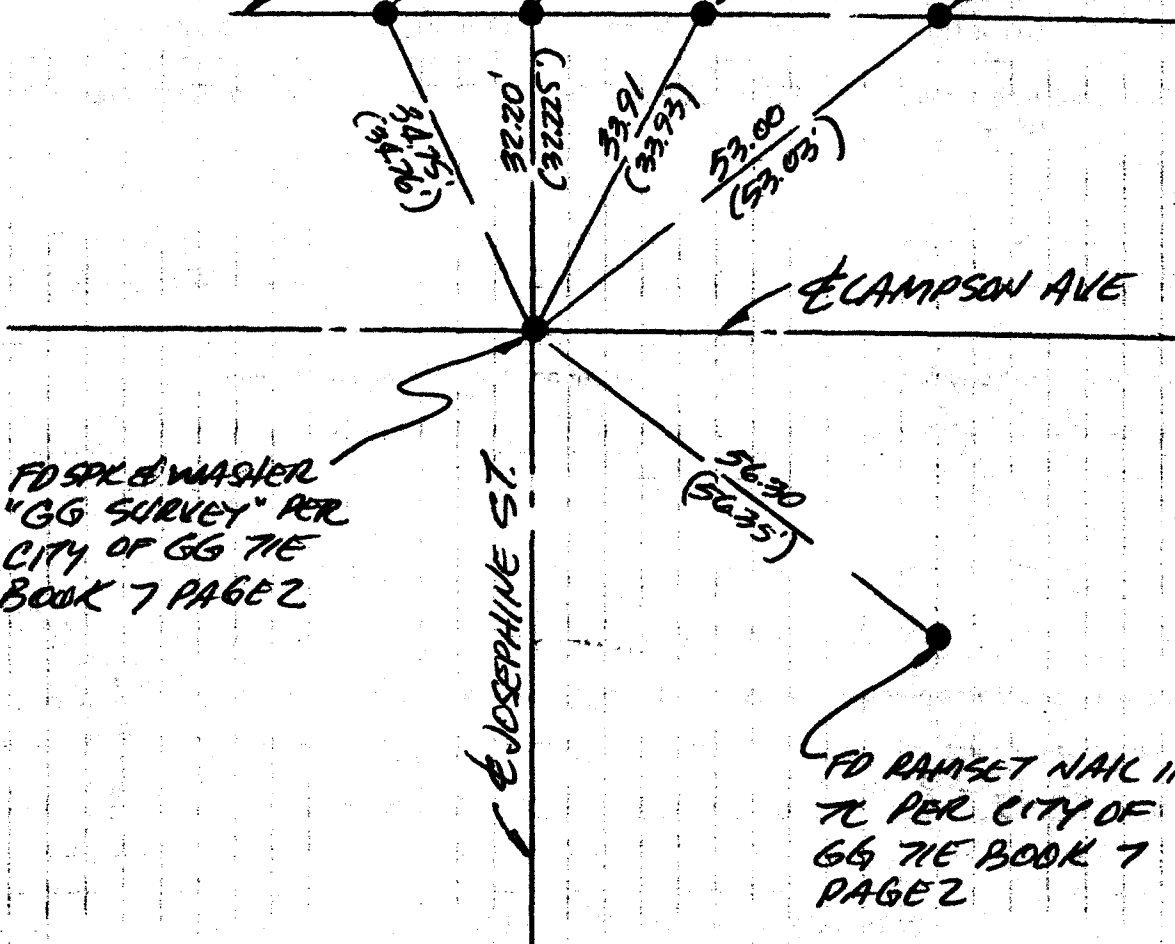 34.75'
(34.76')
32.20'
(32.225')
33.91
(33.93')
53.00
(53.03')
℄ LAMPSON AVE
FD SPK & WASHER
"GG SURVEY" PER
CITY OF GG TIE
BOOK 7 PAGE 2
56.30
(56.35')
℄ JOSEPHINE ST.
FD RAMSET NAIL IN
TC PER CITY OF
GG TIE BOOK 7
PAGE 2